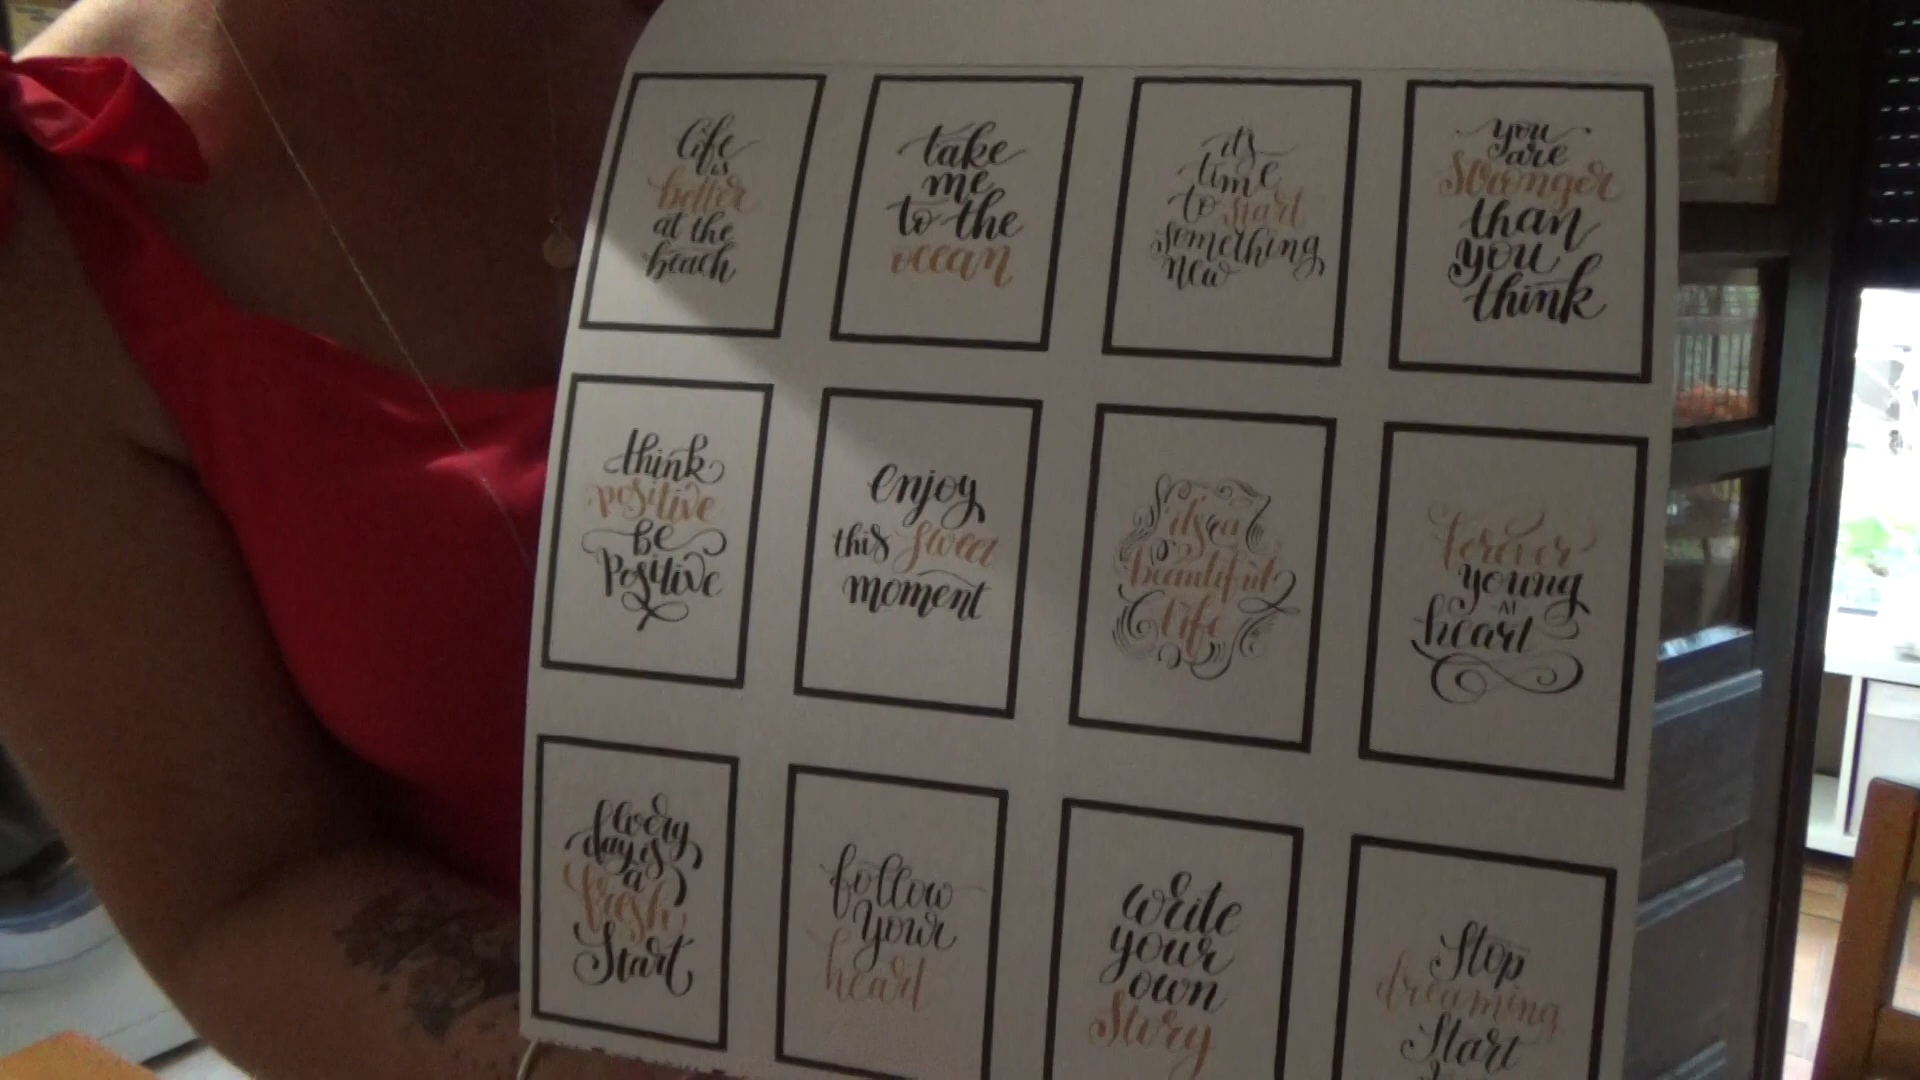 life
is
better
at the
beach
take
me
to the
ocean
it's
time
to start
something
new
you
are
stronger
than
you
think
think
positive
be
positive
enjoy
this sweet
moment
it's a
beautiful
life
forever
young
AT
heart
every
day is
a
fresh
start
follow
your
heart
write
your
own
story
Stop
dreaming
Start